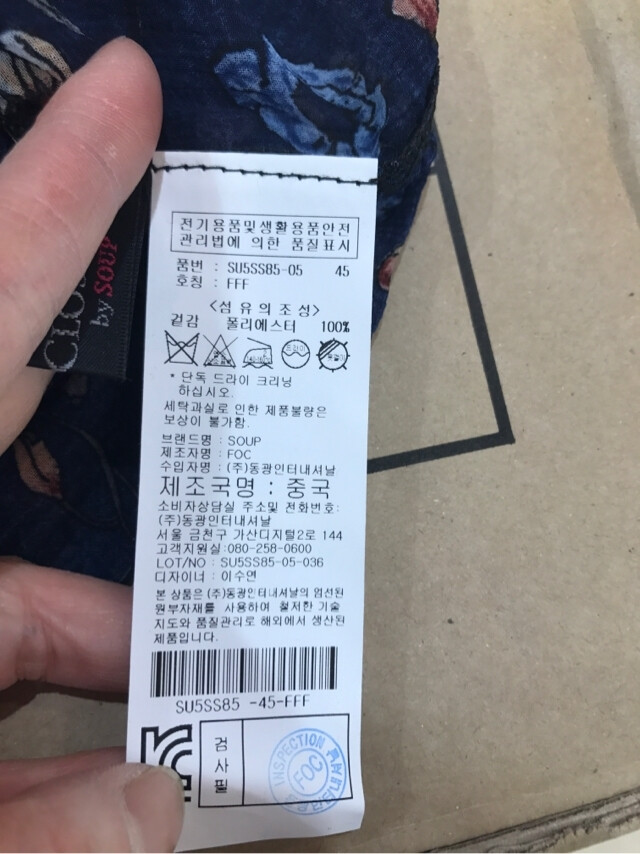 전기용품및생활용품안전
관리법에 의한 품질표시
품번 : SU5SS85-05 45
호칭 : FFF
<섬유의조성>
겉감 폴리에스터 100%
* 단독 드라이 크리닝
하십시오.
세탁과실로 인한 제품불량은
보상이 불가함.
브랜드명 : SOUP
제조자명 : FOC
수입자명 : (주)동광인터내셔날
제조국명 : 중국
소비자상담실 주소및 전화번호:
(주)동광인터내셔날
서울 금천구 가산디지털2로 144
고객지원실:080-258-0600
LOT/NO : SU5SS85-05-036
디자이너 : 이수연
본 상품은 (주)동광인터내셔날의 엄선된
원부자재를 사용하여 철저한 기술
지도와 품질관리로 해외에서 생산된
제품입니다.
SU5SS85 -45-FFF
검사필
INSPECTION
FOC
CLO
by SOUP